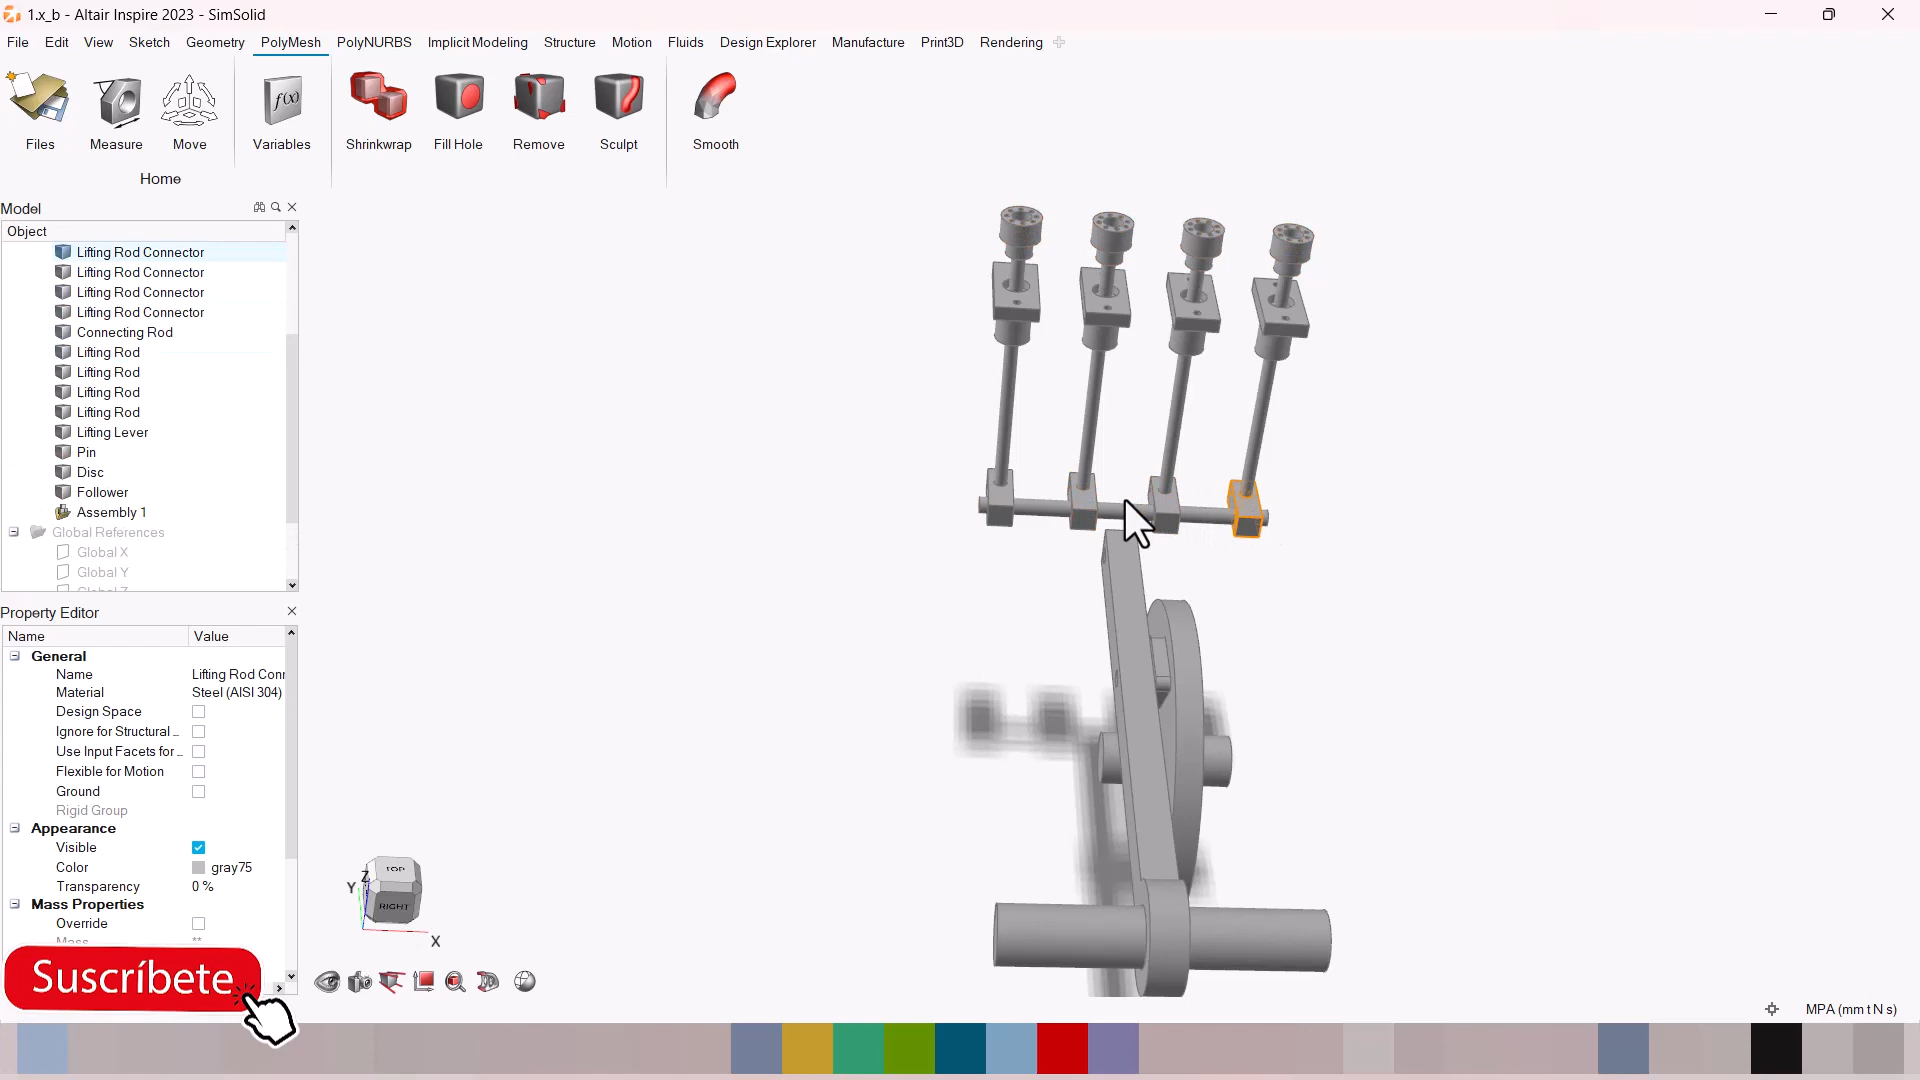 1.x_b - Altair Inspire 2023 - SimSolid
File Edit View Sketch Geometry PolyMesh PolyNURBS Implicit Modeling Structure Motion Fluids Design Explorer Manufacture Print3D Rendering
f(x)
Files Measure Move Variables Shrinkwrap Fill Hole Remove Sculpt Smooth
Home
Model
Object
Lifting Rod Connector
Lifting Rod Connector
Lifting Rod Connector
Lifting Rod Connector
Connecting Rod
Lifting Rod
Lifting Rod
Lifting Rod
Lifting Rod
Lifting Lever
Pin
Disc
Follower
Assembly 1
Global References
Global X
Global Y
Global Z
Property Editor
Name Value
General
Name Lifting Rod Conn
Material Steel (AISI 304)
Design Space
Ignore for Structural ..
Use Input Facets for ..
Flexible for Motion
Ground
Rigid Group
Appearance
Visible
Color gray75
Transparency 0 %
Mass Properties
Override
Mass **
Suscríbete
TOP
RIGHT
Z
Y
X
MPA (mm t N s)